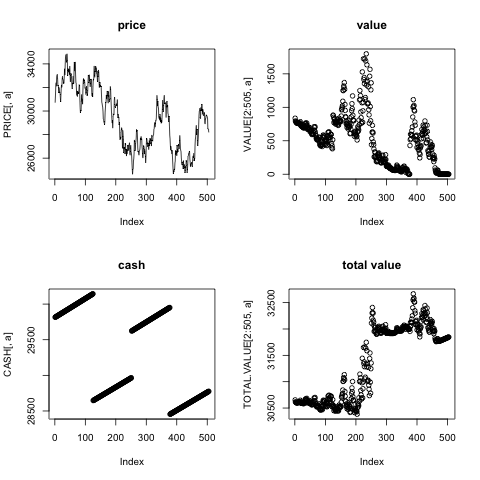 price
PRICE[, a]
34000
30000
26000
0 100 200 300 400 500
Index
value
VALUE[2:505, a]
1500
1000
500
0
0 100 200 300 400 500
Index
cash
CASH[, a]
29500
28500
0 100 200 300 400 500
Index
total value
TOTAL.VALUE[2:505, a]
32500
31500
30500
0 100 200 300 400 500
Index